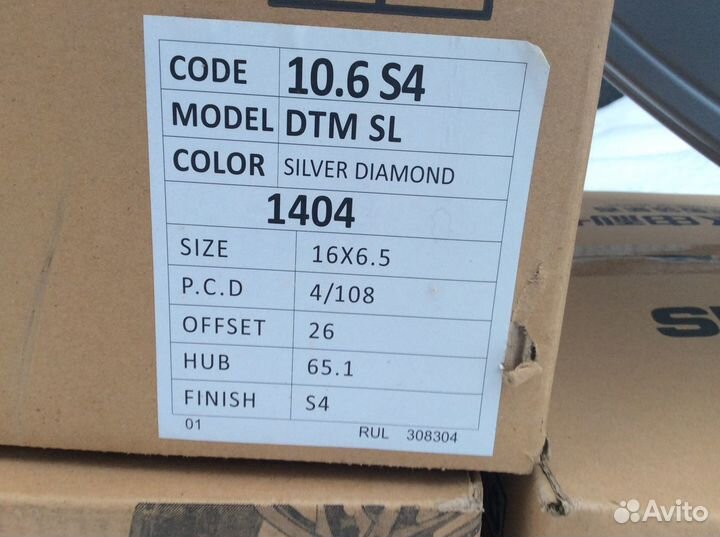 CODE 10.6 S4
MODEL DTM SL
COLOR SILVER DIAMOND
1404
SIZE 16X6.5
P.C.D 4/108
OFFSET 26
HUB 65.1
FINISH S4
01 RUL 308304
Avito